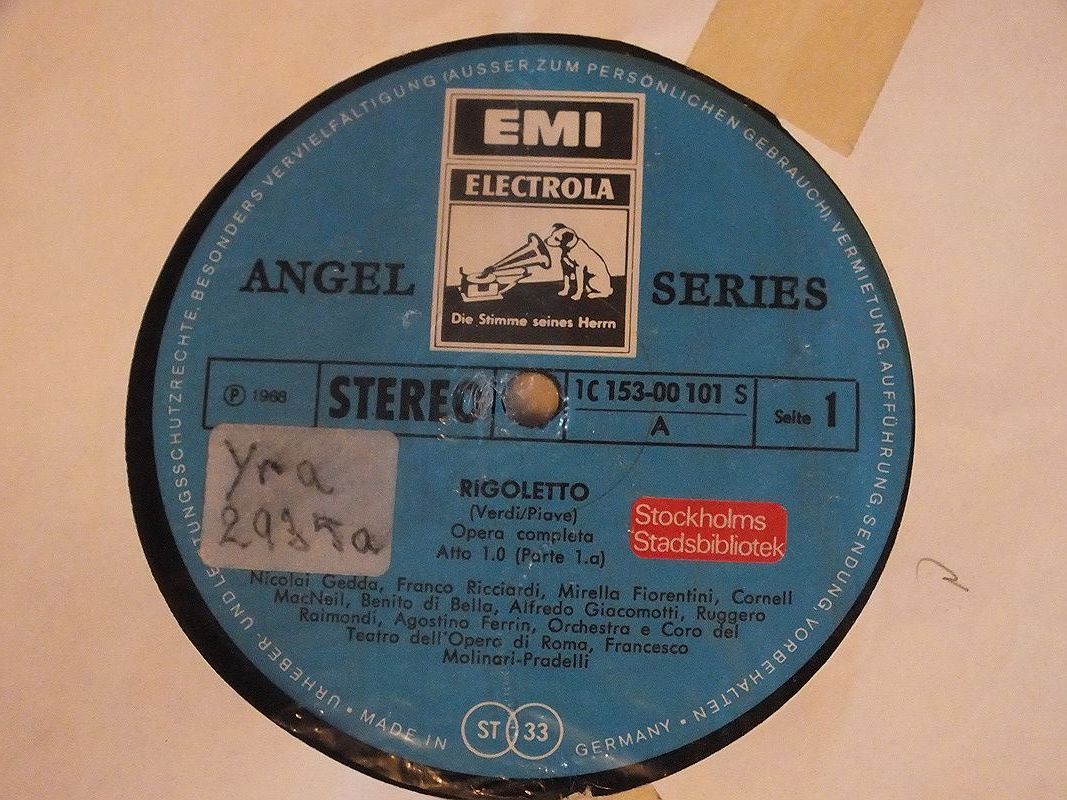 URHEBER- UND LE TUNGSSCHUTZRECHTE, BESONDERS VERVIELFÄLTIGUNG (AUSSER ZUM PERSÖNLICHEN GEBRAUCH), VERMIETUNG, AUFFÜHRUNG, SENDUNG, VORBEHALTEN •
EMI
ELECTROLA
ANGEL SERIES
Die Stimme seines Herrn
Ⓟ 1968 STEREO 1C 153-00 101 S Seite 1
A
Yra
RIGOLETTO
(Verdi/Piave)
Stockholms
Stadsbibliotek
Opera completa
Atto 1.o (Parte 1.a)
Nicolai Gedda, Franco Ricciardi, Mirella Fiorentini, Cornell
MacNeil, Benito di Bella, Alfredo Giacomotti, Ruggero
Raimondi, Agostino Ferrin, Orchestra e Coro del
Teatro dell'Opera di Roma, Francesco
Molinari-Pradelli
• MADE IN GERMANY
ST 33